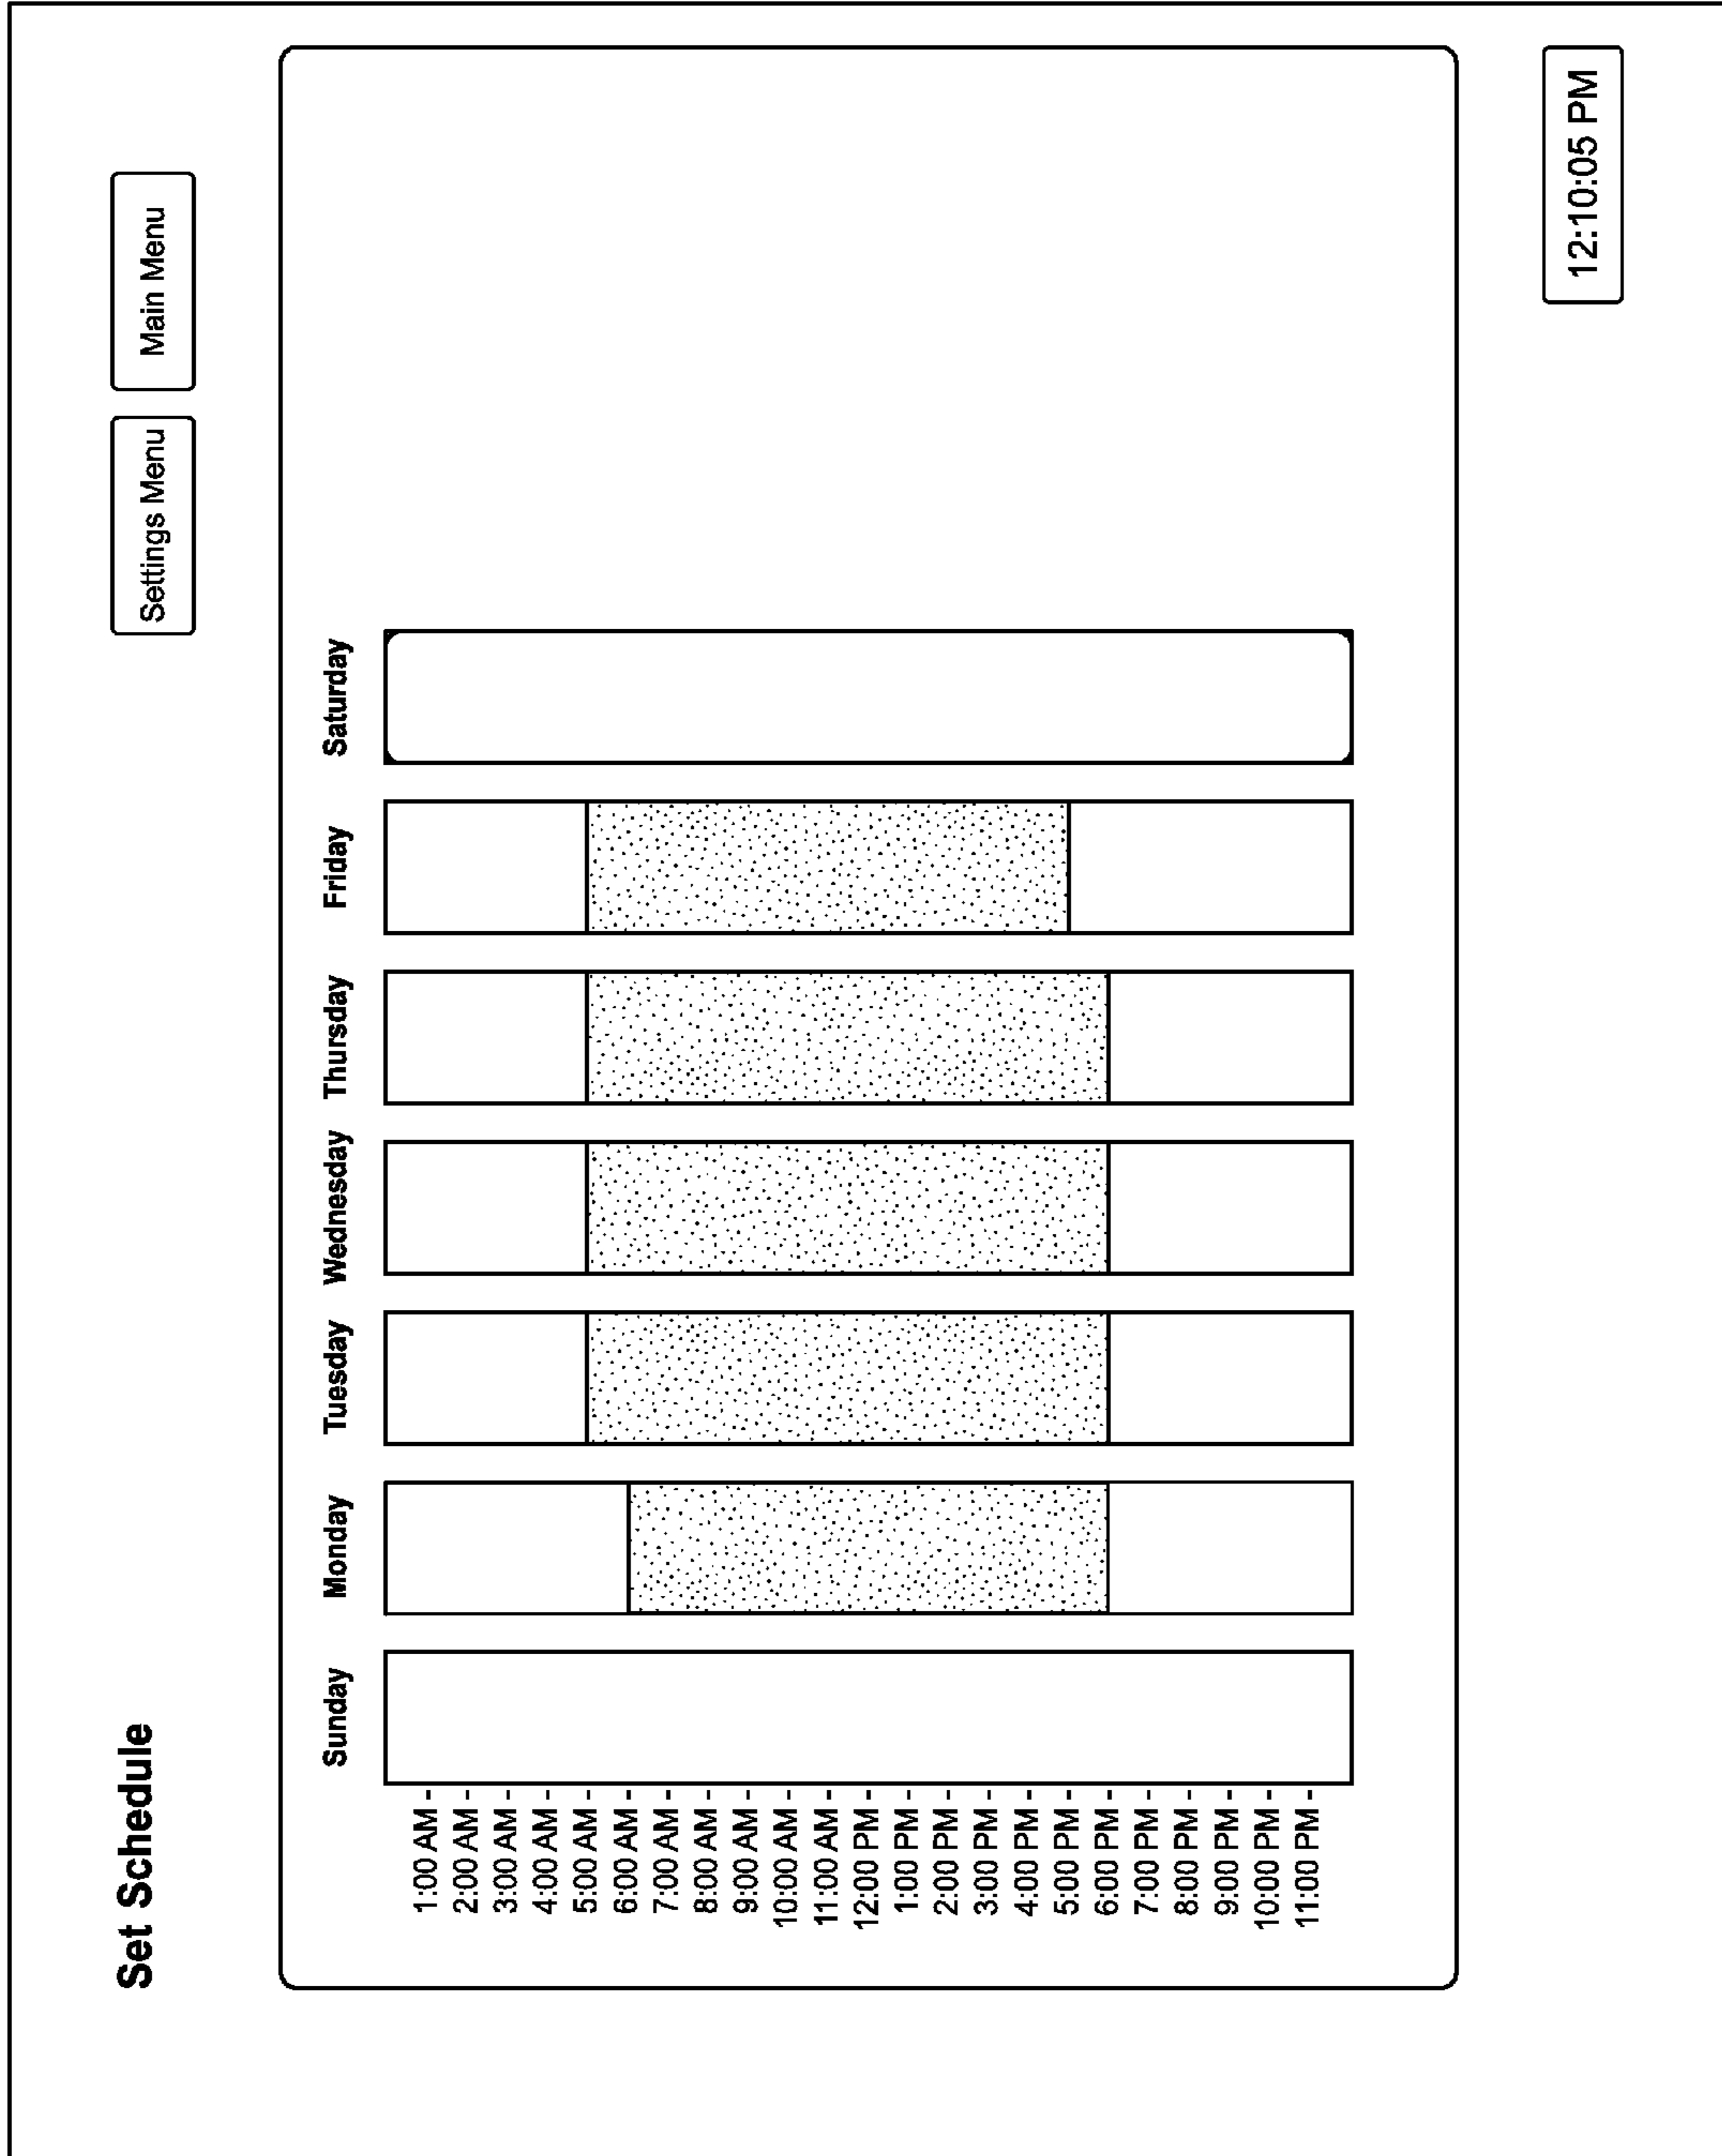 Set Schedule
Settings Menu
Main Menu
Sunday
Monday
Tuesday
Wednesday
Thursday
Friday
Saturday
1:00 AM
2:00 AM
3:00 AM
4:00 AM
5:00 AM
6:00 AM
7:00 AM
8:00 AM
9:00 AM
10:00 AM
11:00 AM
12:00 PM
1:00 PM
2:00 PM
3:00 PM
4:00 PM
5:00 PM
6:00 PM
7:00 PM
8:00 PM
9:00 PM
10:00 PM
11:00 PM
12:10:05 PM